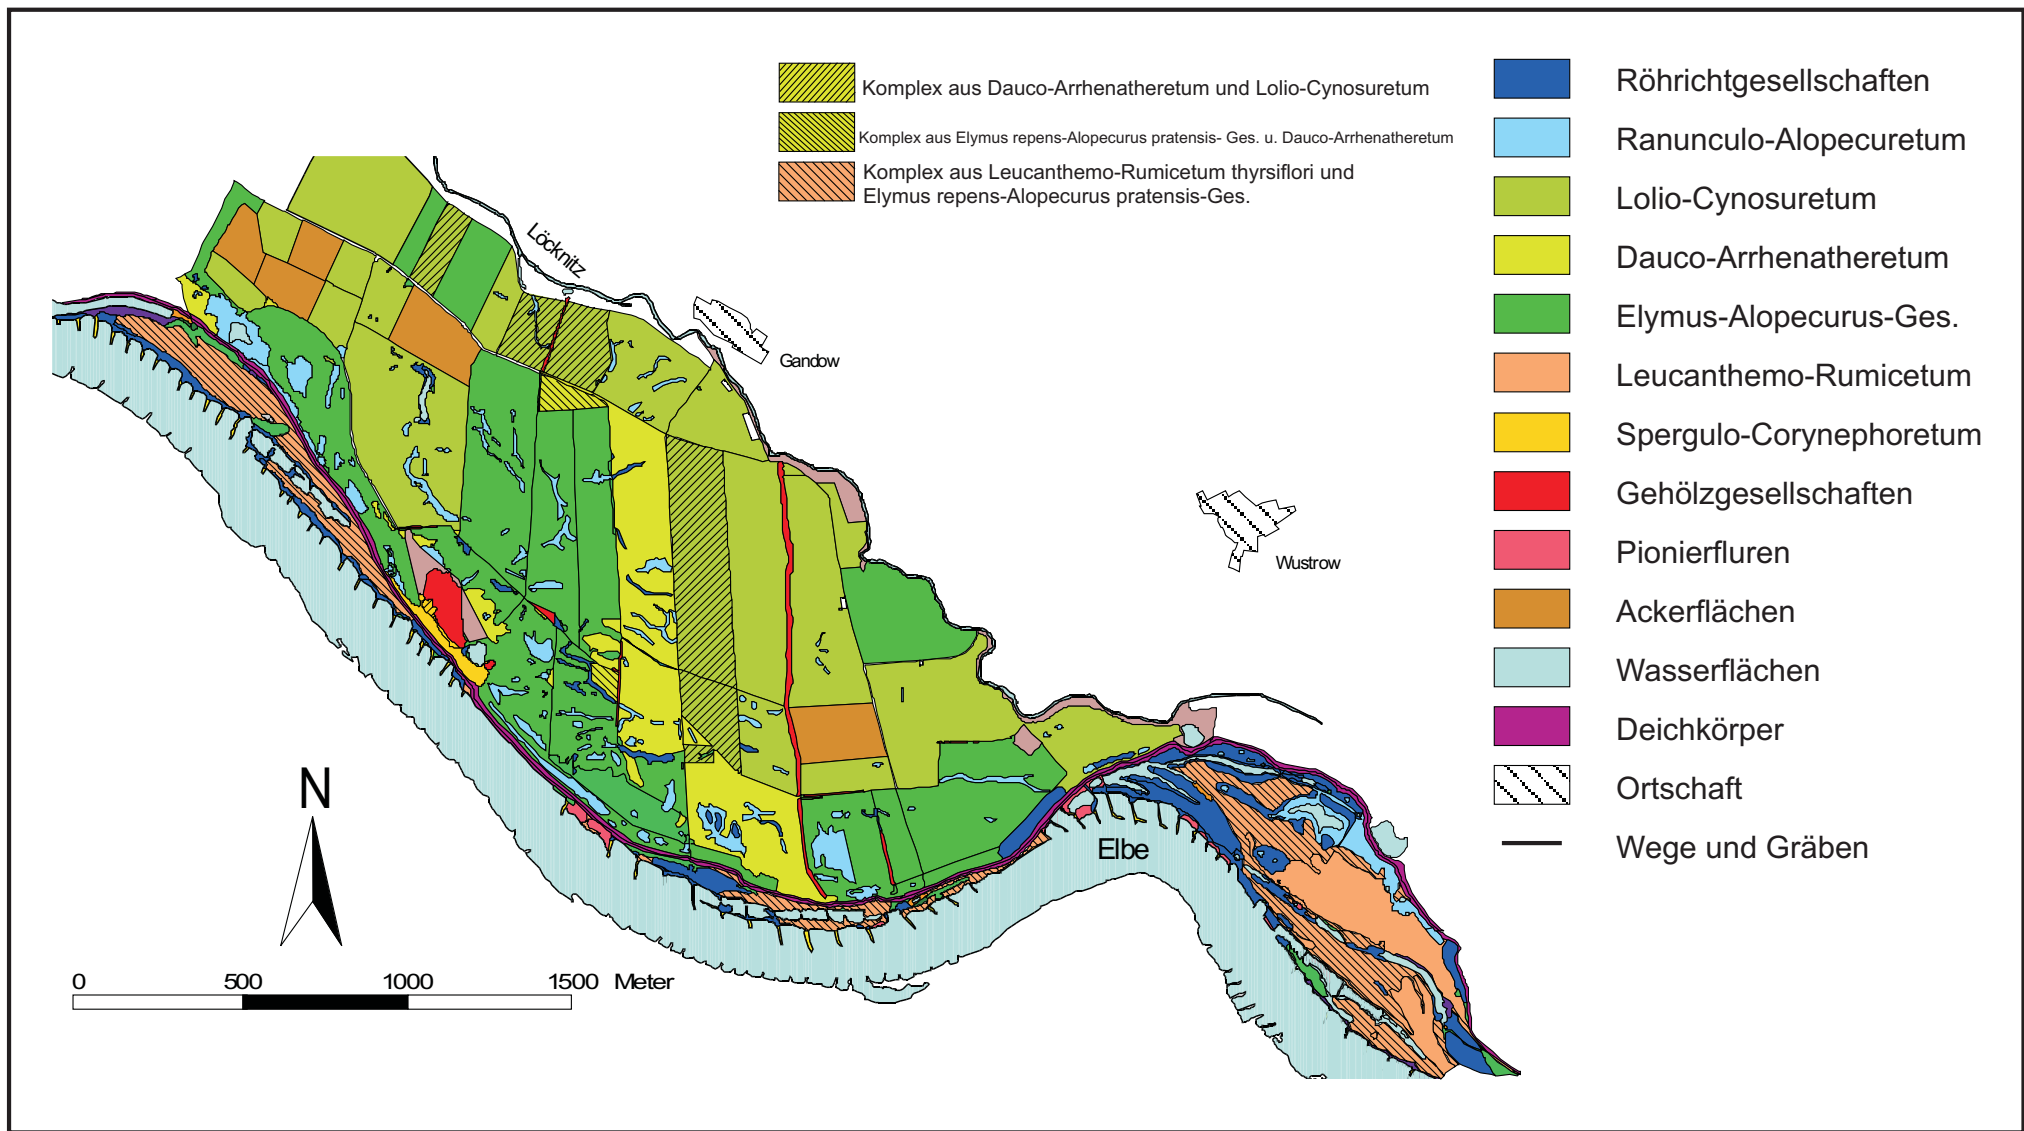 Komplex aus Dauco-Arrhenatheretum und Lolio-Cynosuretum
Komplex aus Elymus repens-Alopecurus pratensis- Ges. u. Dauco-Arrhenatheretum
Komplex aus Leucanthemo-Rumicetum thyrsiflori und
Elymus repens-Alopecurus pratensis-Ges.
Röhrichtgesellschaften
Ranunculo-Alopecuretum
Lolio-Cynosuretum
Dauco-Arrhenatheretum
Elymus-Alopecurus-Ges.
Leucanthemo-Rumicetum
Spergulo-Corynephoretum
Gehölzgesellschaften
Pionierfluren
Ackerflächen
Wasserflächen
Deichkörper
Ortschaft
Wege und Gräben
Löcknitz
Gandow
Wustrow
Elbe
N
0 500 1000 1500 Meter